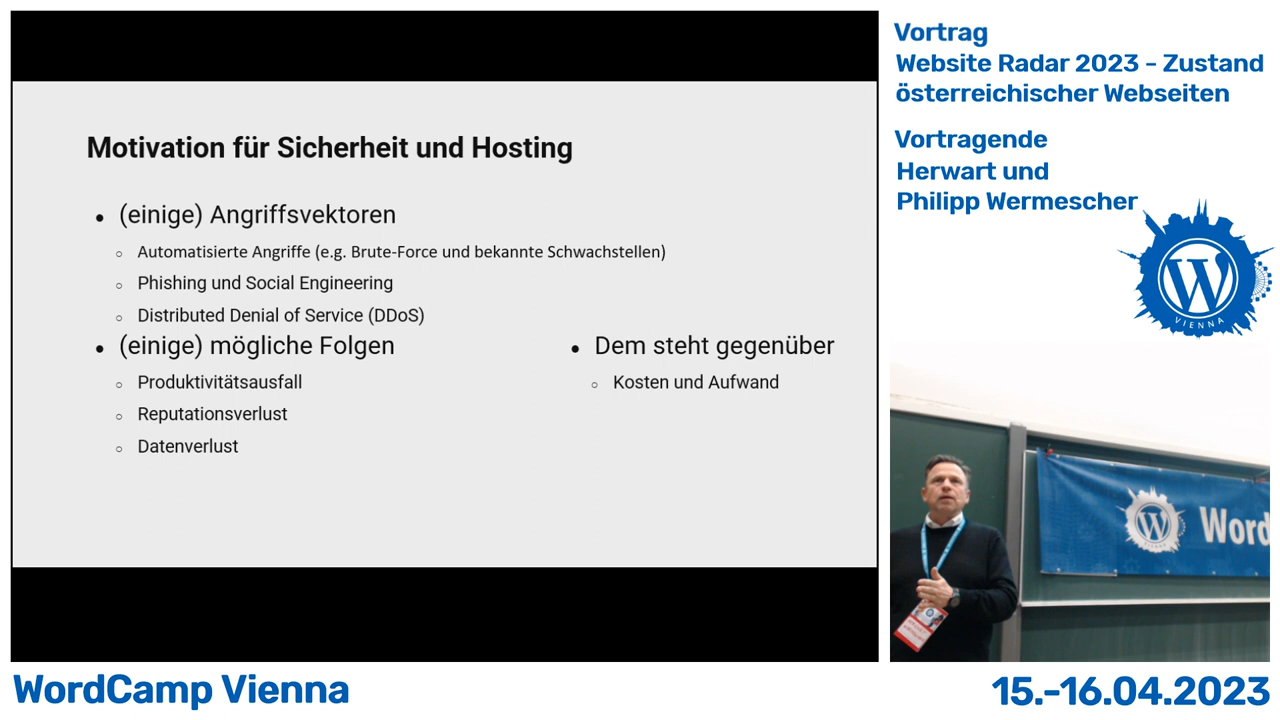 Motivation für Sicherheit und Hosting
(einige) Angriffsvektoren
Automatisierte Angriffe (e.g. Brute-Force und bekannte Schwachstellen)
Phishing und Social Engineering
Distributed Denial of Service (DDoS)
(einige) mögliche Folgen
Produktivitätsausfall
Reputationsverlust
Datenverlust
Dem steht gegenüber
Kosten und Aufwand
Vortrag
Website Radar 2023 - Zustand
österreichischer Webseiten
Vortragende
Herwart und
Philipp Wermescher
W
VIENNA
W
Word
WordCamp Vienna
15.-16.04.2023